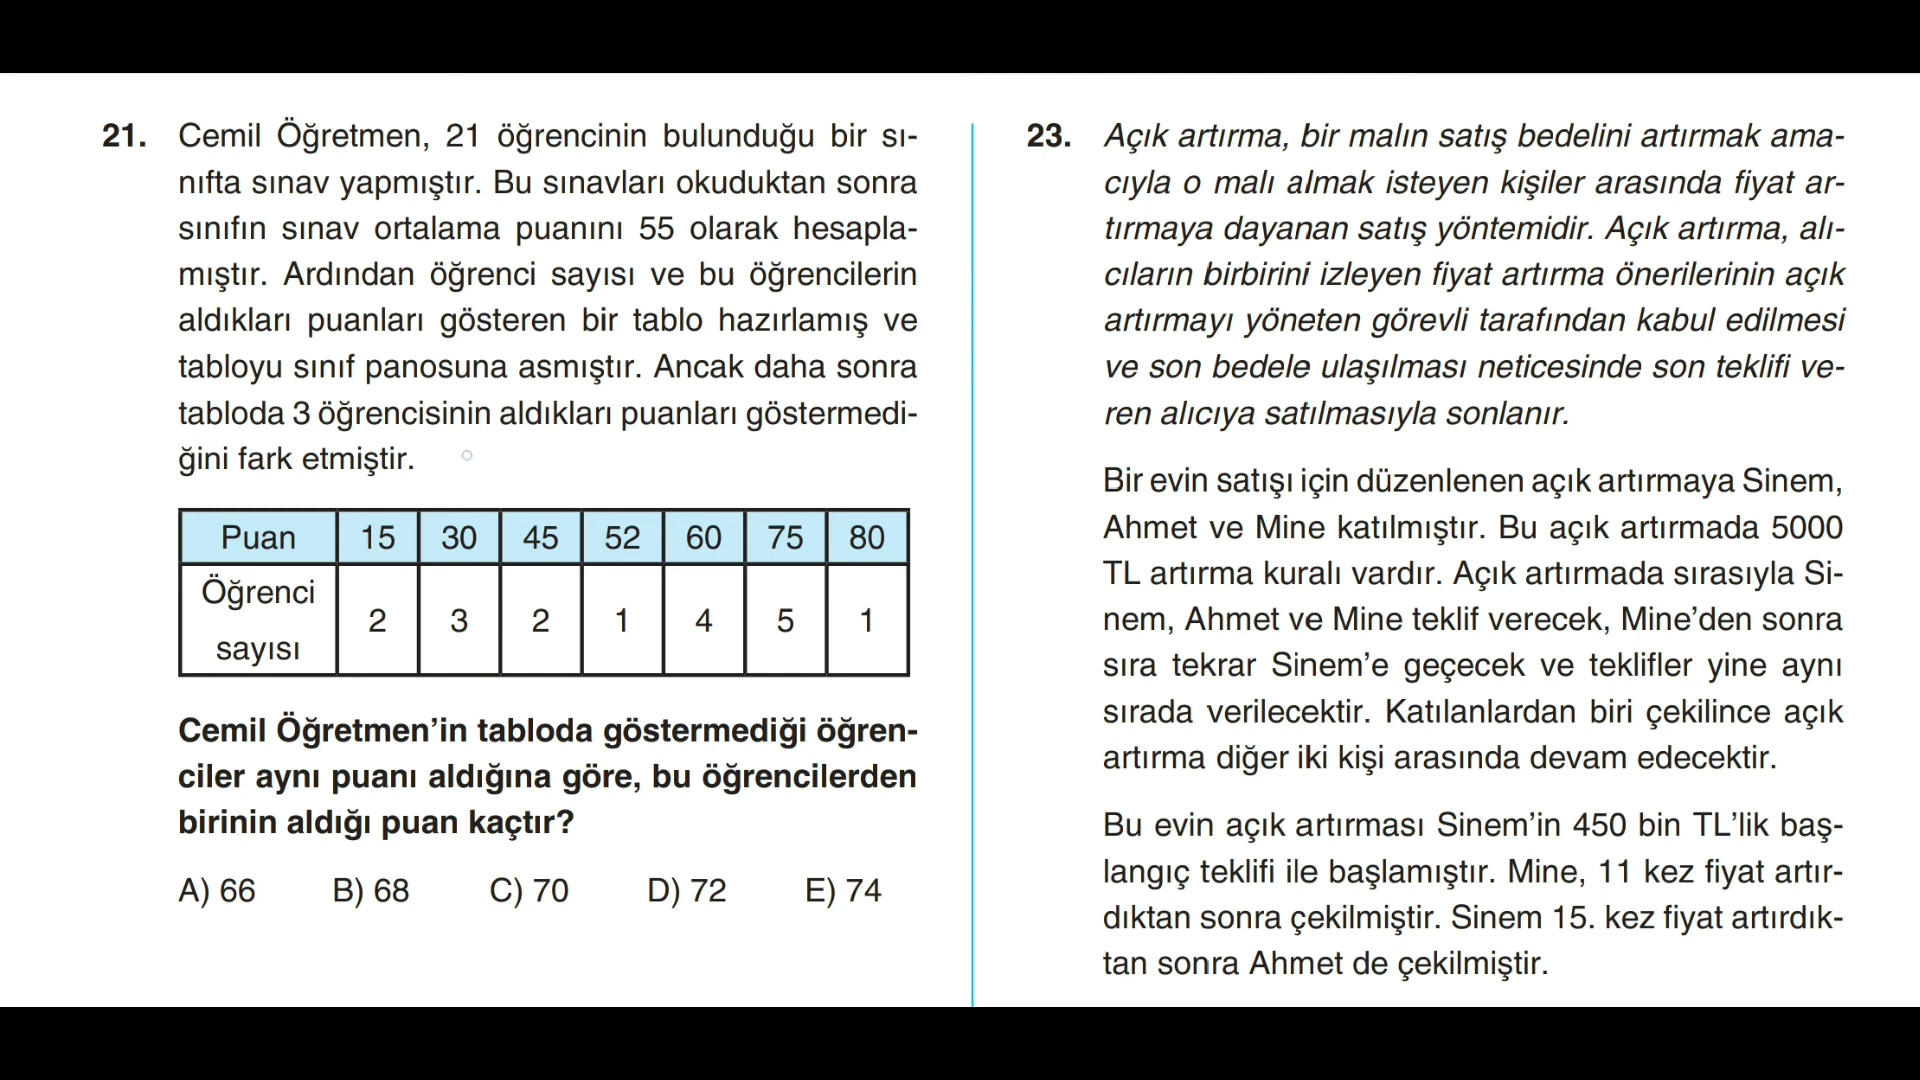 21. Cemil Öğretmen, 21 öğrencinin bulunduğu bir sı-
nıfta sınav yapmıştır. Bu sınavları okuduktan sonra
sınıfın sınav ortalama puanını 55 olarak hesapla-
mıştır. Ardından öğrenci sayısı ve bu öğrencilerin
aldıkları puanları gösteren bir tablo hazırlamış ve
tabloyu sınıf panosuna asmıştır. Ancak daha sonra
tabloda 3 öğrencisinin aldıkları puanları göstermedi-
ğini fark etmiştir.
Puan 15 30 45 52 60 75 80
Öğrenci
sayısı 2 3 2 1 4 5 1
Cemil Öğretmen’in tabloda göstermediği öğren-
ciler aynı puanı aldığına göre, bu öğrencilerden
birinin aldığı puan kaçtır?
A) 66 B) 68 C) 70 D) 72 E) 74
23. Açık artırma, bir malın satış bedelini artırmak ama-
cıyla o malı almak isteyen kişiler arasında fiyat ar-
tırmaya dayanan satış yöntemidir. Açık artırma, alı-
cıların birbirini izleyen fiyat artırma önerilerinin açık
artırmayı yöneten görevli tarafından kabul edilmesi
ve son bedele ulaşılması neticesinde son teklifi ve-
ren alıcıya satılmasıyla sonlanır.
Bir evin satışı için düzenlenen açık artırmaya Sinem,
Ahmet ve Mine katılmıştır. Bu açık artırmada 5000
TL artırma kuralı vardır. Açık artırmada sırasıyla Si-
nem, Ahmet ve Mine teklif verecek, Mine’den sonra
sıra tekrar Sinem’e geçecek ve teklifler yine aynı
sırada verilecektir. Katılanlardan biri çekilince açık
artırma diğer iki kişi arasında devam edecektir.
Bu evin açık artırması Sinem’in 450 bin TL’lik baş-
langıç teklifi ile başlamıştır. Mine, 11 kez fiyat artır-
dıktan sonra çekilmiştir. Sinem 15. kez fiyat artırdık-
tan sonra Ahmet de çekilmiştir.